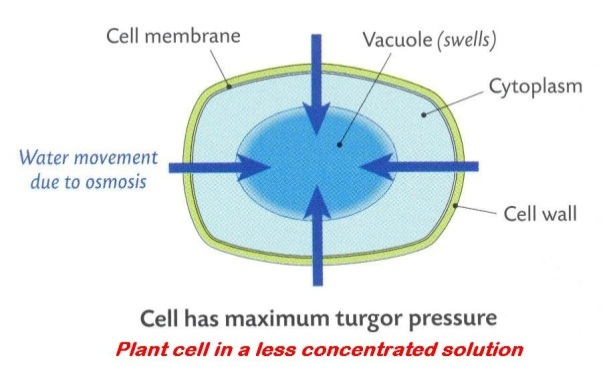 Cell membrane
Vacuole (swells)
Cytoplasm
Water movement
due to osmosis
Cell wall
Cell has maximum turgor pressure
Plant cell in a less concentrated solution